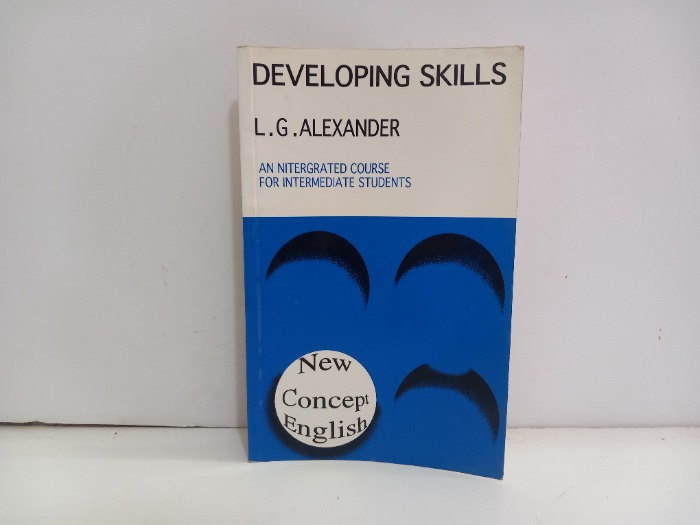 DEVELOPING SKILLS
L.G.ALEXANDER
AN NITERGRATED COURSE
FOR INTERMEDIATE STUDENTS
New
Concept
English